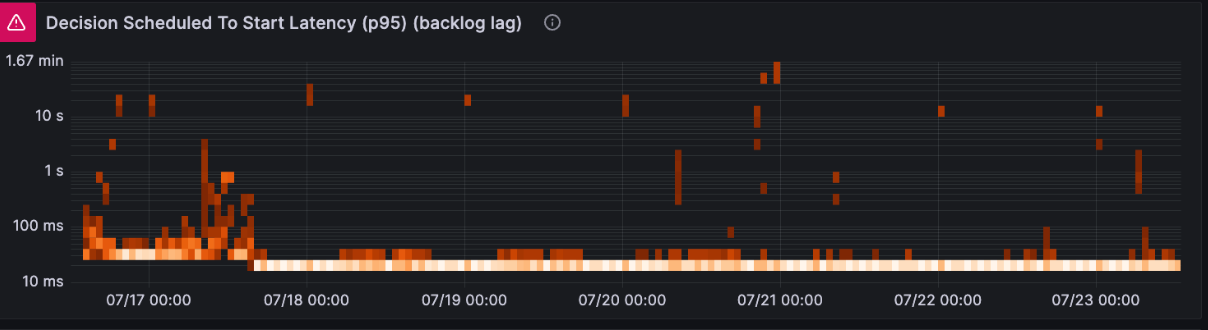 Decision Scheduled To Start Latency (p95) (backlog lag)
1.67 min
10 s
1 s
100 ms
10 ms
07/17 00:00
07/18 00:00
07/19 00:00
07/20 00:00
07/21 00:00
07/22 00:00
07/23 00:00